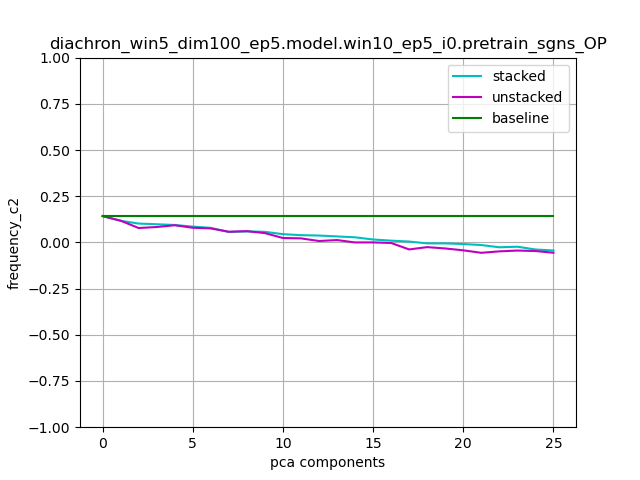 diachron_win5_dim100_ep5.model.win10_ep5_i0.pretrain_sgns_OP
1.00
0.75
0.50
0.25
0.00
−0.25
−0.50
−0.75
−1.00
frequency_c2
stacked
unstacked
baseline
0 5 10 15 20 25
pca components